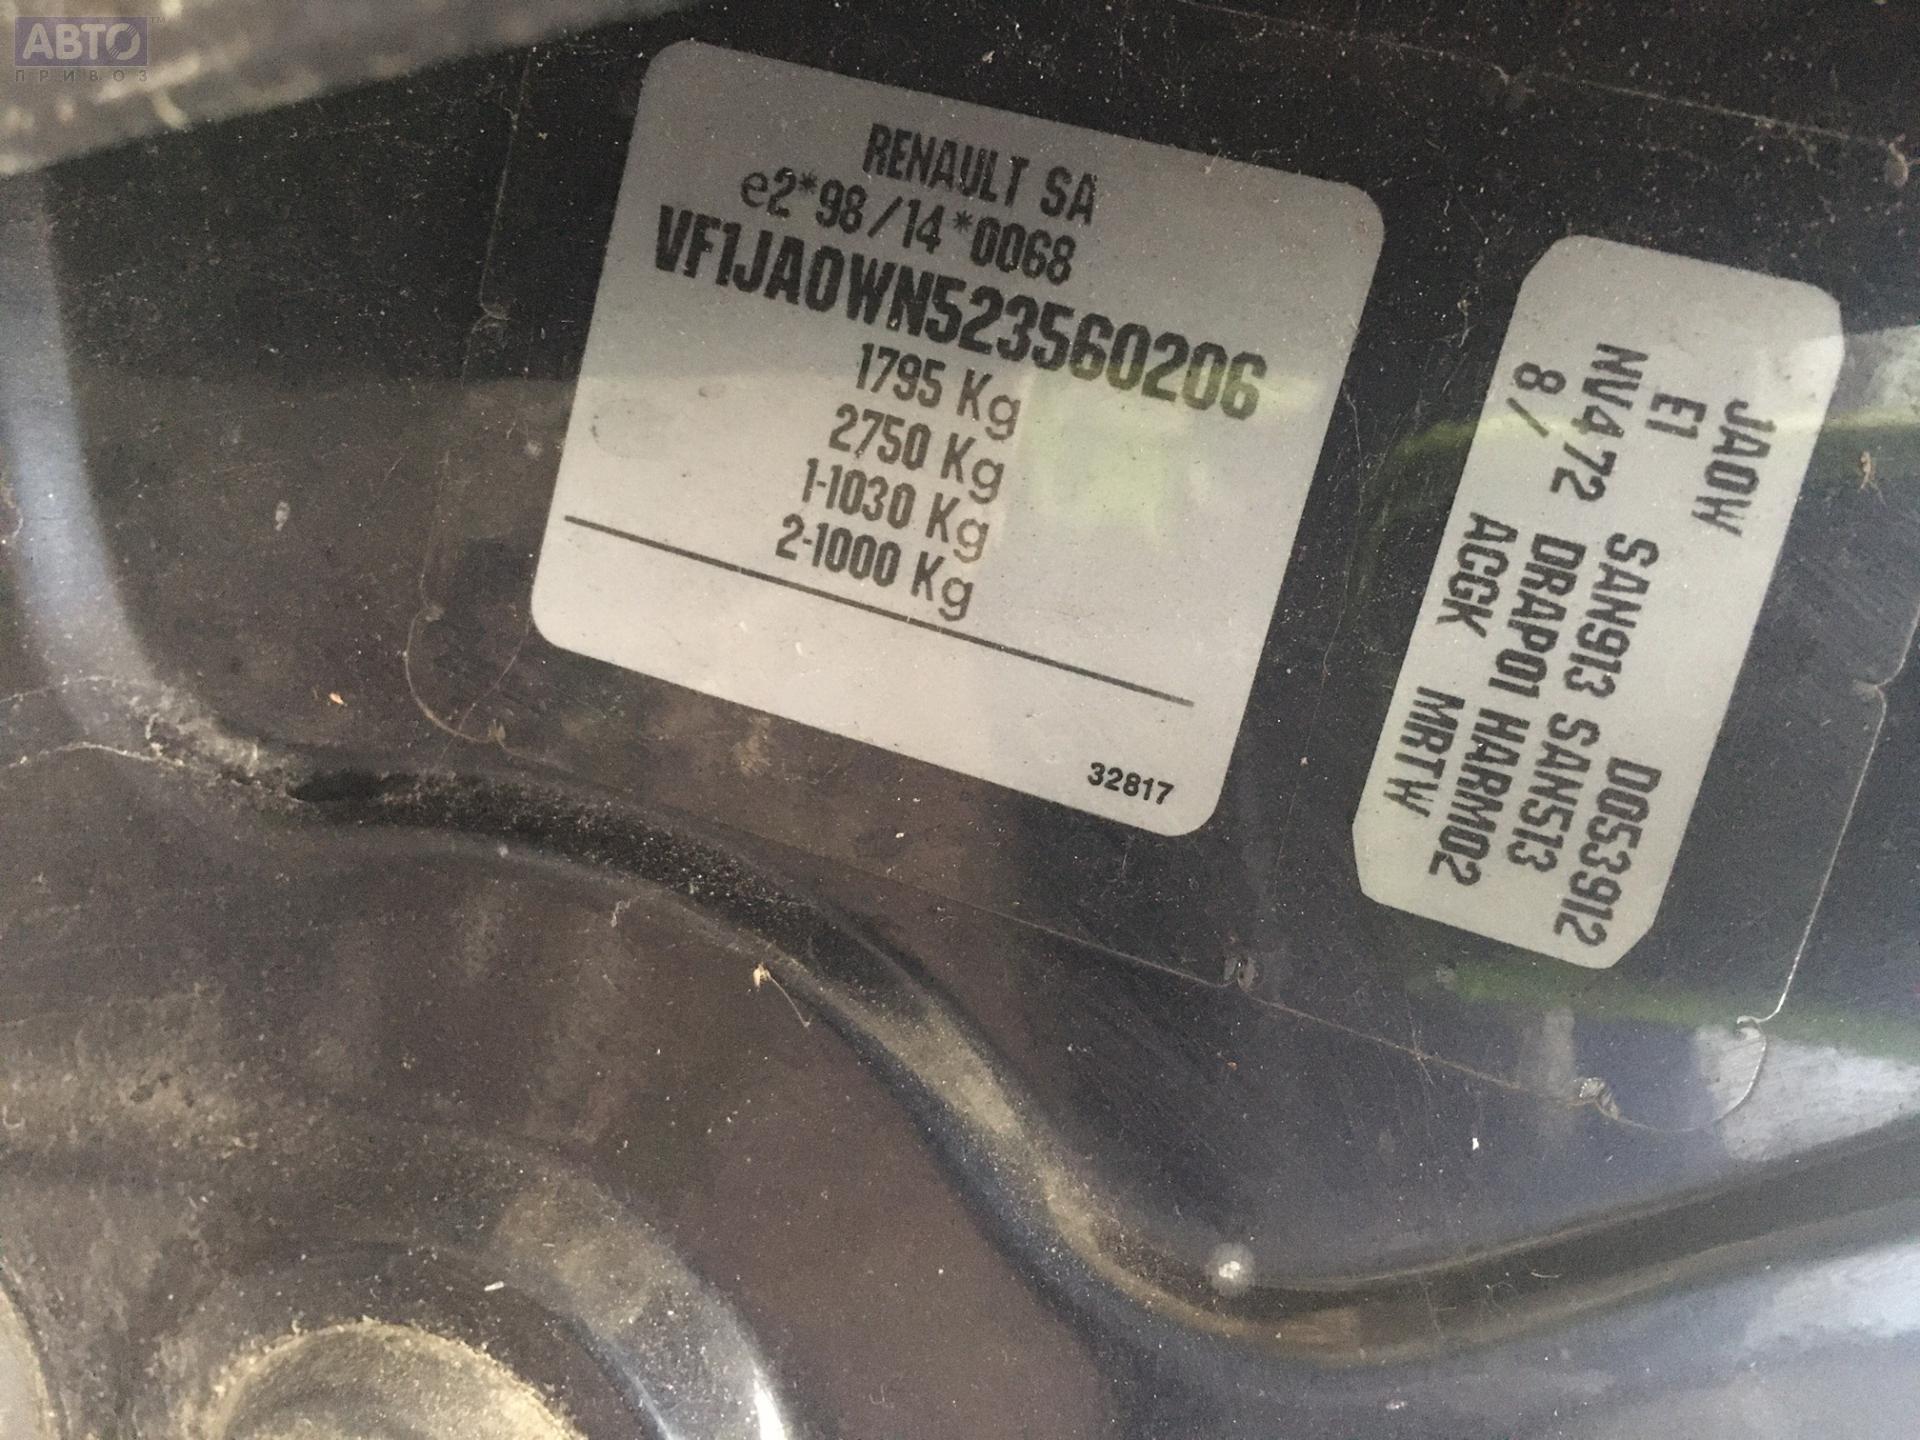 АВТО
ПРИВОЗ
RENAULT SA
e2*98/14*0068
VF1JA0WN523560206
1795 Kg
2750 Kg
1-1030 Kg
2-1000 Kg
32817
JA0W
E1 SAN913 D053912
NV472 DRAP01 SAN513
8/ ACGK HARM02
MRTW